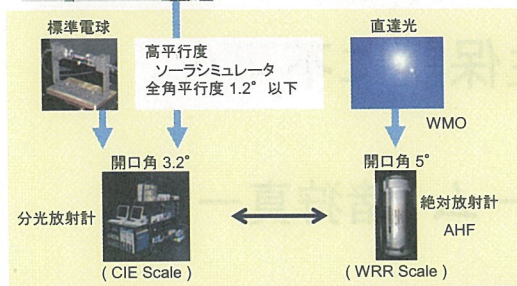 標準電球
高平行度
ソーラシミュレータ
全角平行度 1.2° 以下
直達光
WMO
開口角 3.2°
開口角 5°
分光放射計
絶対放射計
AHF
( CIE Scale )
( WRR Scale )